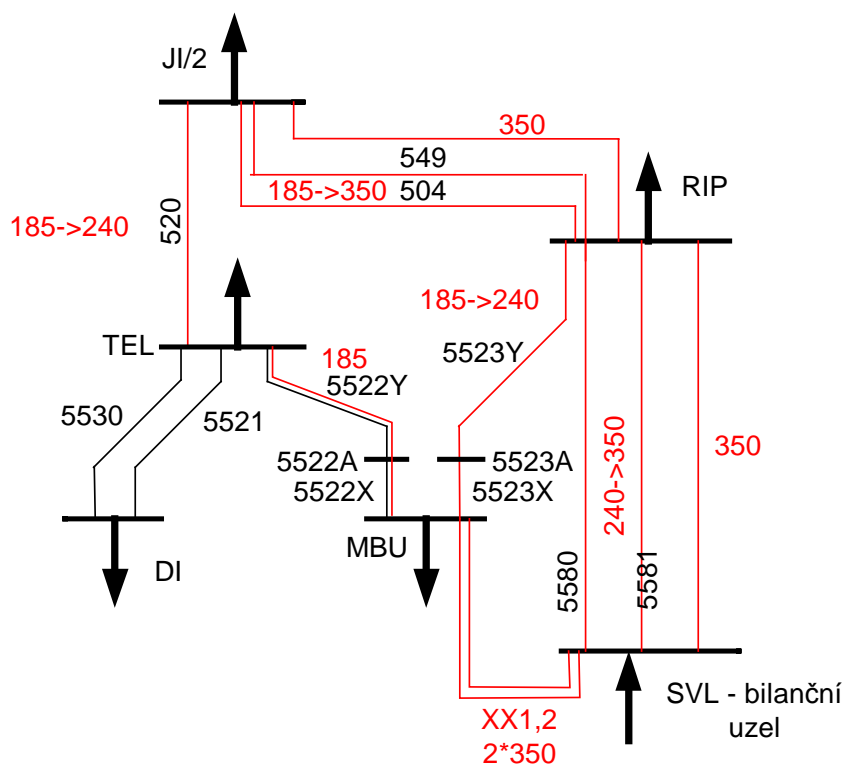 JI/2
350
549
185->350 504
RIP
185->240
520
185->240
TEL
185
5522Y
5523Y
5530
5521
240->350
350
5522A
5523A
5522X
5523X
MBU
DI
5580
5581
SVL - bilanční
uzel
XX1,2
2*350